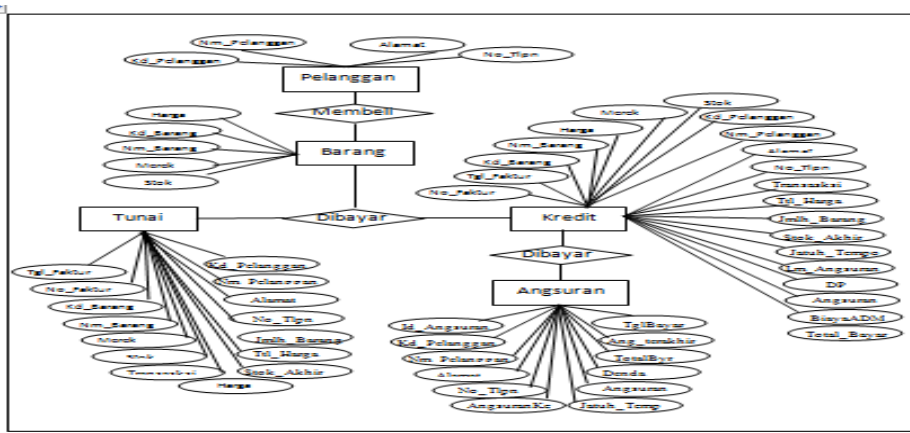 Nm_Pelanggan
Alamat
Kd_Pelanggan
No_Tlpn
Pelanggan
Membeli
Harga
Kd_Barang
Nm_Barang
Merek
Stok
Barang
Stok
Merek
Kd_Pelanggan
Harga
Nm_Pelanggan
Nm_Barang
Alamat
Kd_Barang
No_Tlpn
Tgl_Faktur
Transaksi
No_Faktur
Ttl_Harga
Tunai
Dibayar
Kredit
Jmlh_Barang
Stok_Akhir
Jatuh_Tempo
Dibayar
Lm_Angsuran
DP
Angsuran
Angsuran
BiayaADM
Total_Bayar
Tgl_Faktur
Kd_Pelanggan
No_Faktur
Nm_Pelanggan
Kd_Barang
Alamat
Nm_Barang
No_Tlpn
Merek
Jmlh_Barang
Ttl_Harga
Transaksi
Stok_Akhir
Harga
Id_Angsuran
TglBayar
Kd_Pelanggan
Ang_terakhir
Nm_Pelanggan
TotalByr
Alamat
Denda
No_Tlpn
Angsuran
AngsuranKe
Jatuh_Temp